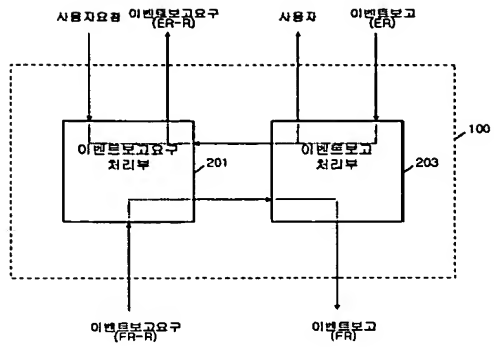 사용자요청
이벤트보고요구
(ER-R)
사용자
이벤트보고
(ER)
100
이벤트보고요구
처리부
201
이벤트보고
처리부
203
이벤트보고요구
(ER-R)
이벤트보고
(ER)